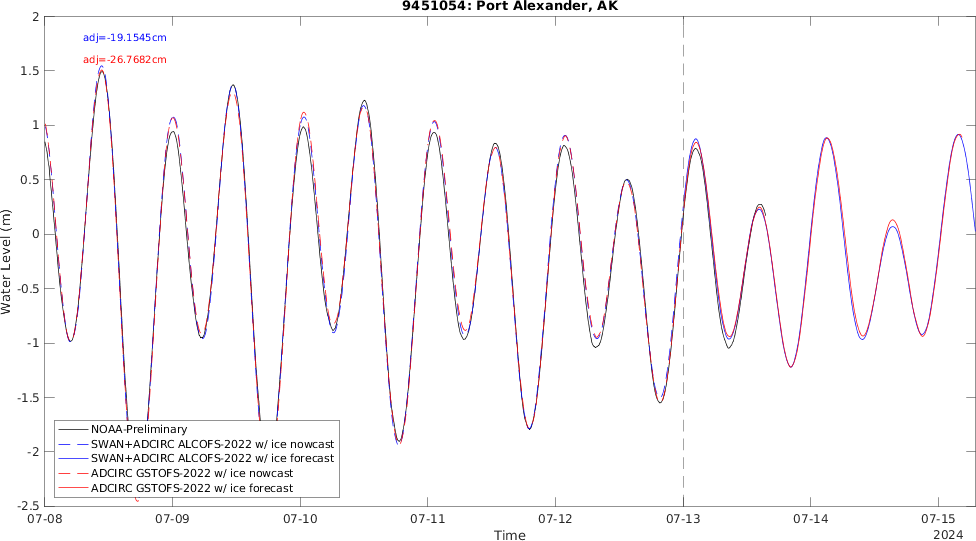 9451054: Port Alexander, AK
adj=-19.1545cm
adj=-26.7682cm
Water Level (m)
2
1.5
1
0.5
0
-0.5
-1
-1.5
-2
-2.5
NOAA-Preliminary
SWAN+ADCIRC ALCOFS-2022 w/ ice nowcast
SWAN+ADCIRC ALCOFS-2022 w/ ice forecast
ADCIRC GSTOFS-2022 w/ ice nowcast
ADCIRC GSTOFS-2022 w/ ice forecast
07-08 07-09 07-10 07-11 07-12 07-13 07-14 07-15
Time
2024